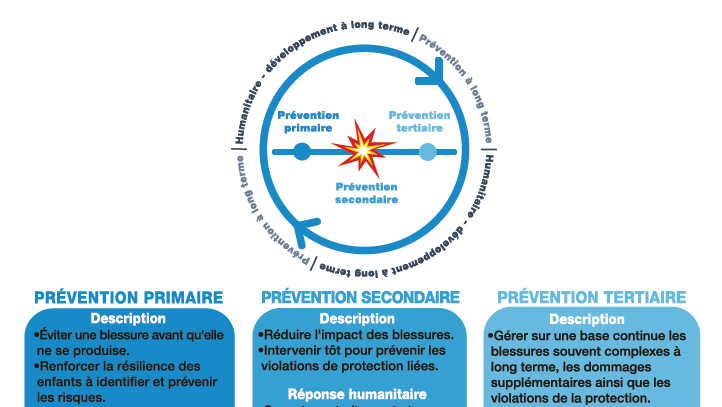 Humanitaire - développement à long terme
Prévention à long terme
Humanitaire - développement à long terme
Prévention à long terme
Prévention
primaire
Prévention
tertiaire
Prévention
secondaire
PRÉVENTION PRIMAIRE
Description
•Éviter une blessure avant qu'elle
ne se produise.
•Renforcer la résilience des
enfants à identifier et prévenir
les risques.
PRÉVENTION SECONDAIRE
Description
•Réduire l'impact des blessures.
•Intervenir tôt pour prévenir les
violations de protection liées.
Réponse humanitaire
PRÉVENTION TERTIAIRE
Description
•Gérer sur une base continue les
blessures souvent complexes à
long terme, les dommages
supplémentaires ainsi que les
violations de la protection.